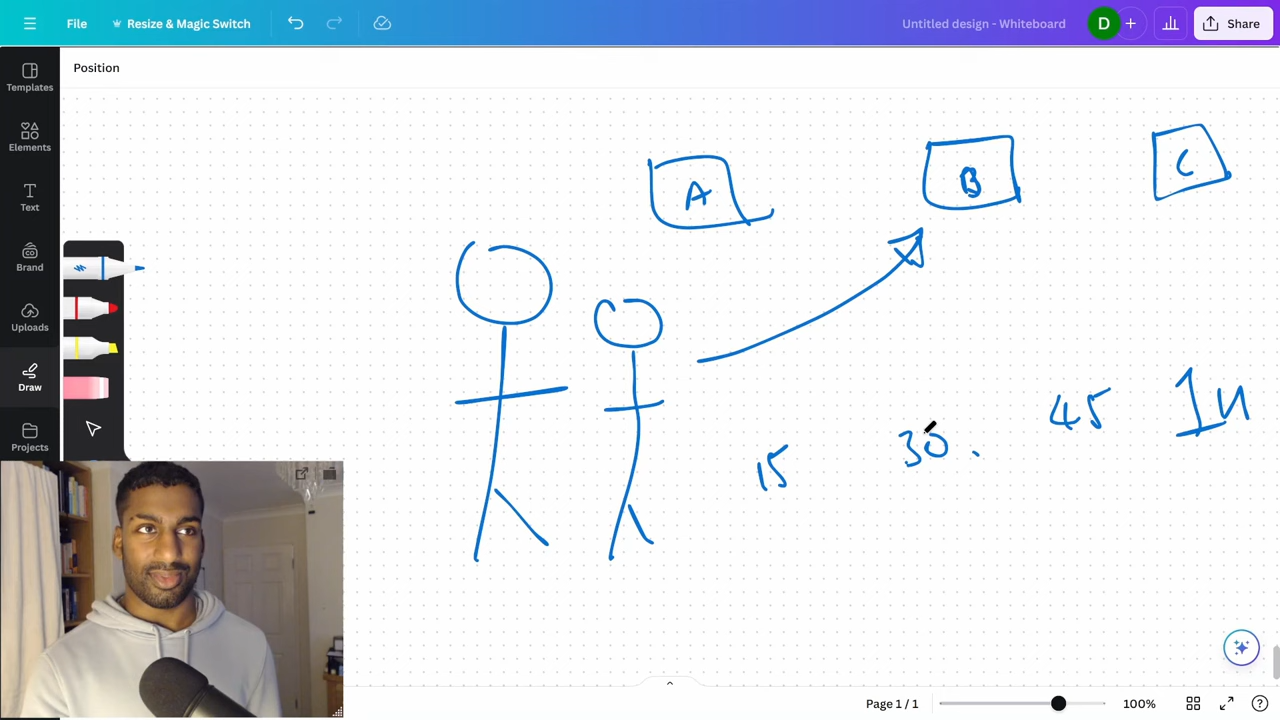 File
Resize & Magic Switch
Untitled design - Whiteboard
D
+
Share
Templates
Position
Elements
Text
Brand
Uploads
Draw
Projects
A
B
C
15
30.
45
Page 1 / 1
100%
?